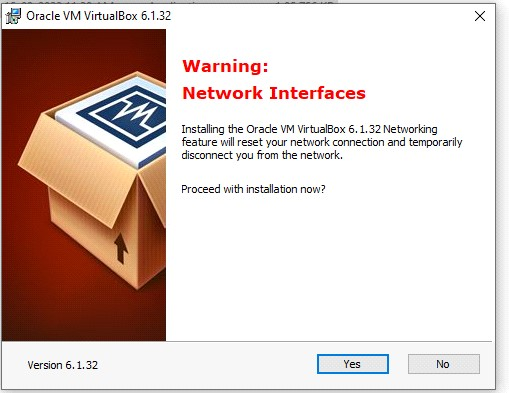 Oracle VM VirtualBox 6.1.32
Warning:
Network Interfaces
Installing the Oracle VM VirtualBox 6.1.32 Networking
feature will reset your network connection and temporarily
disconnect you from the network.
Proceed with installation now?
Version 6.1.32
Yes
No